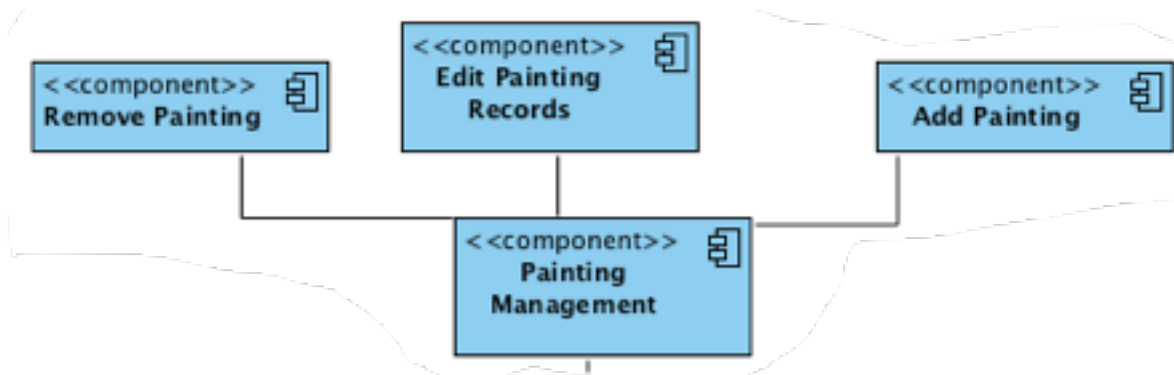 <<component>>
Remove Painting
<<component>>
Edit Painting
Records
<<component>>
Add Painting
<<component>>
Painting
Management